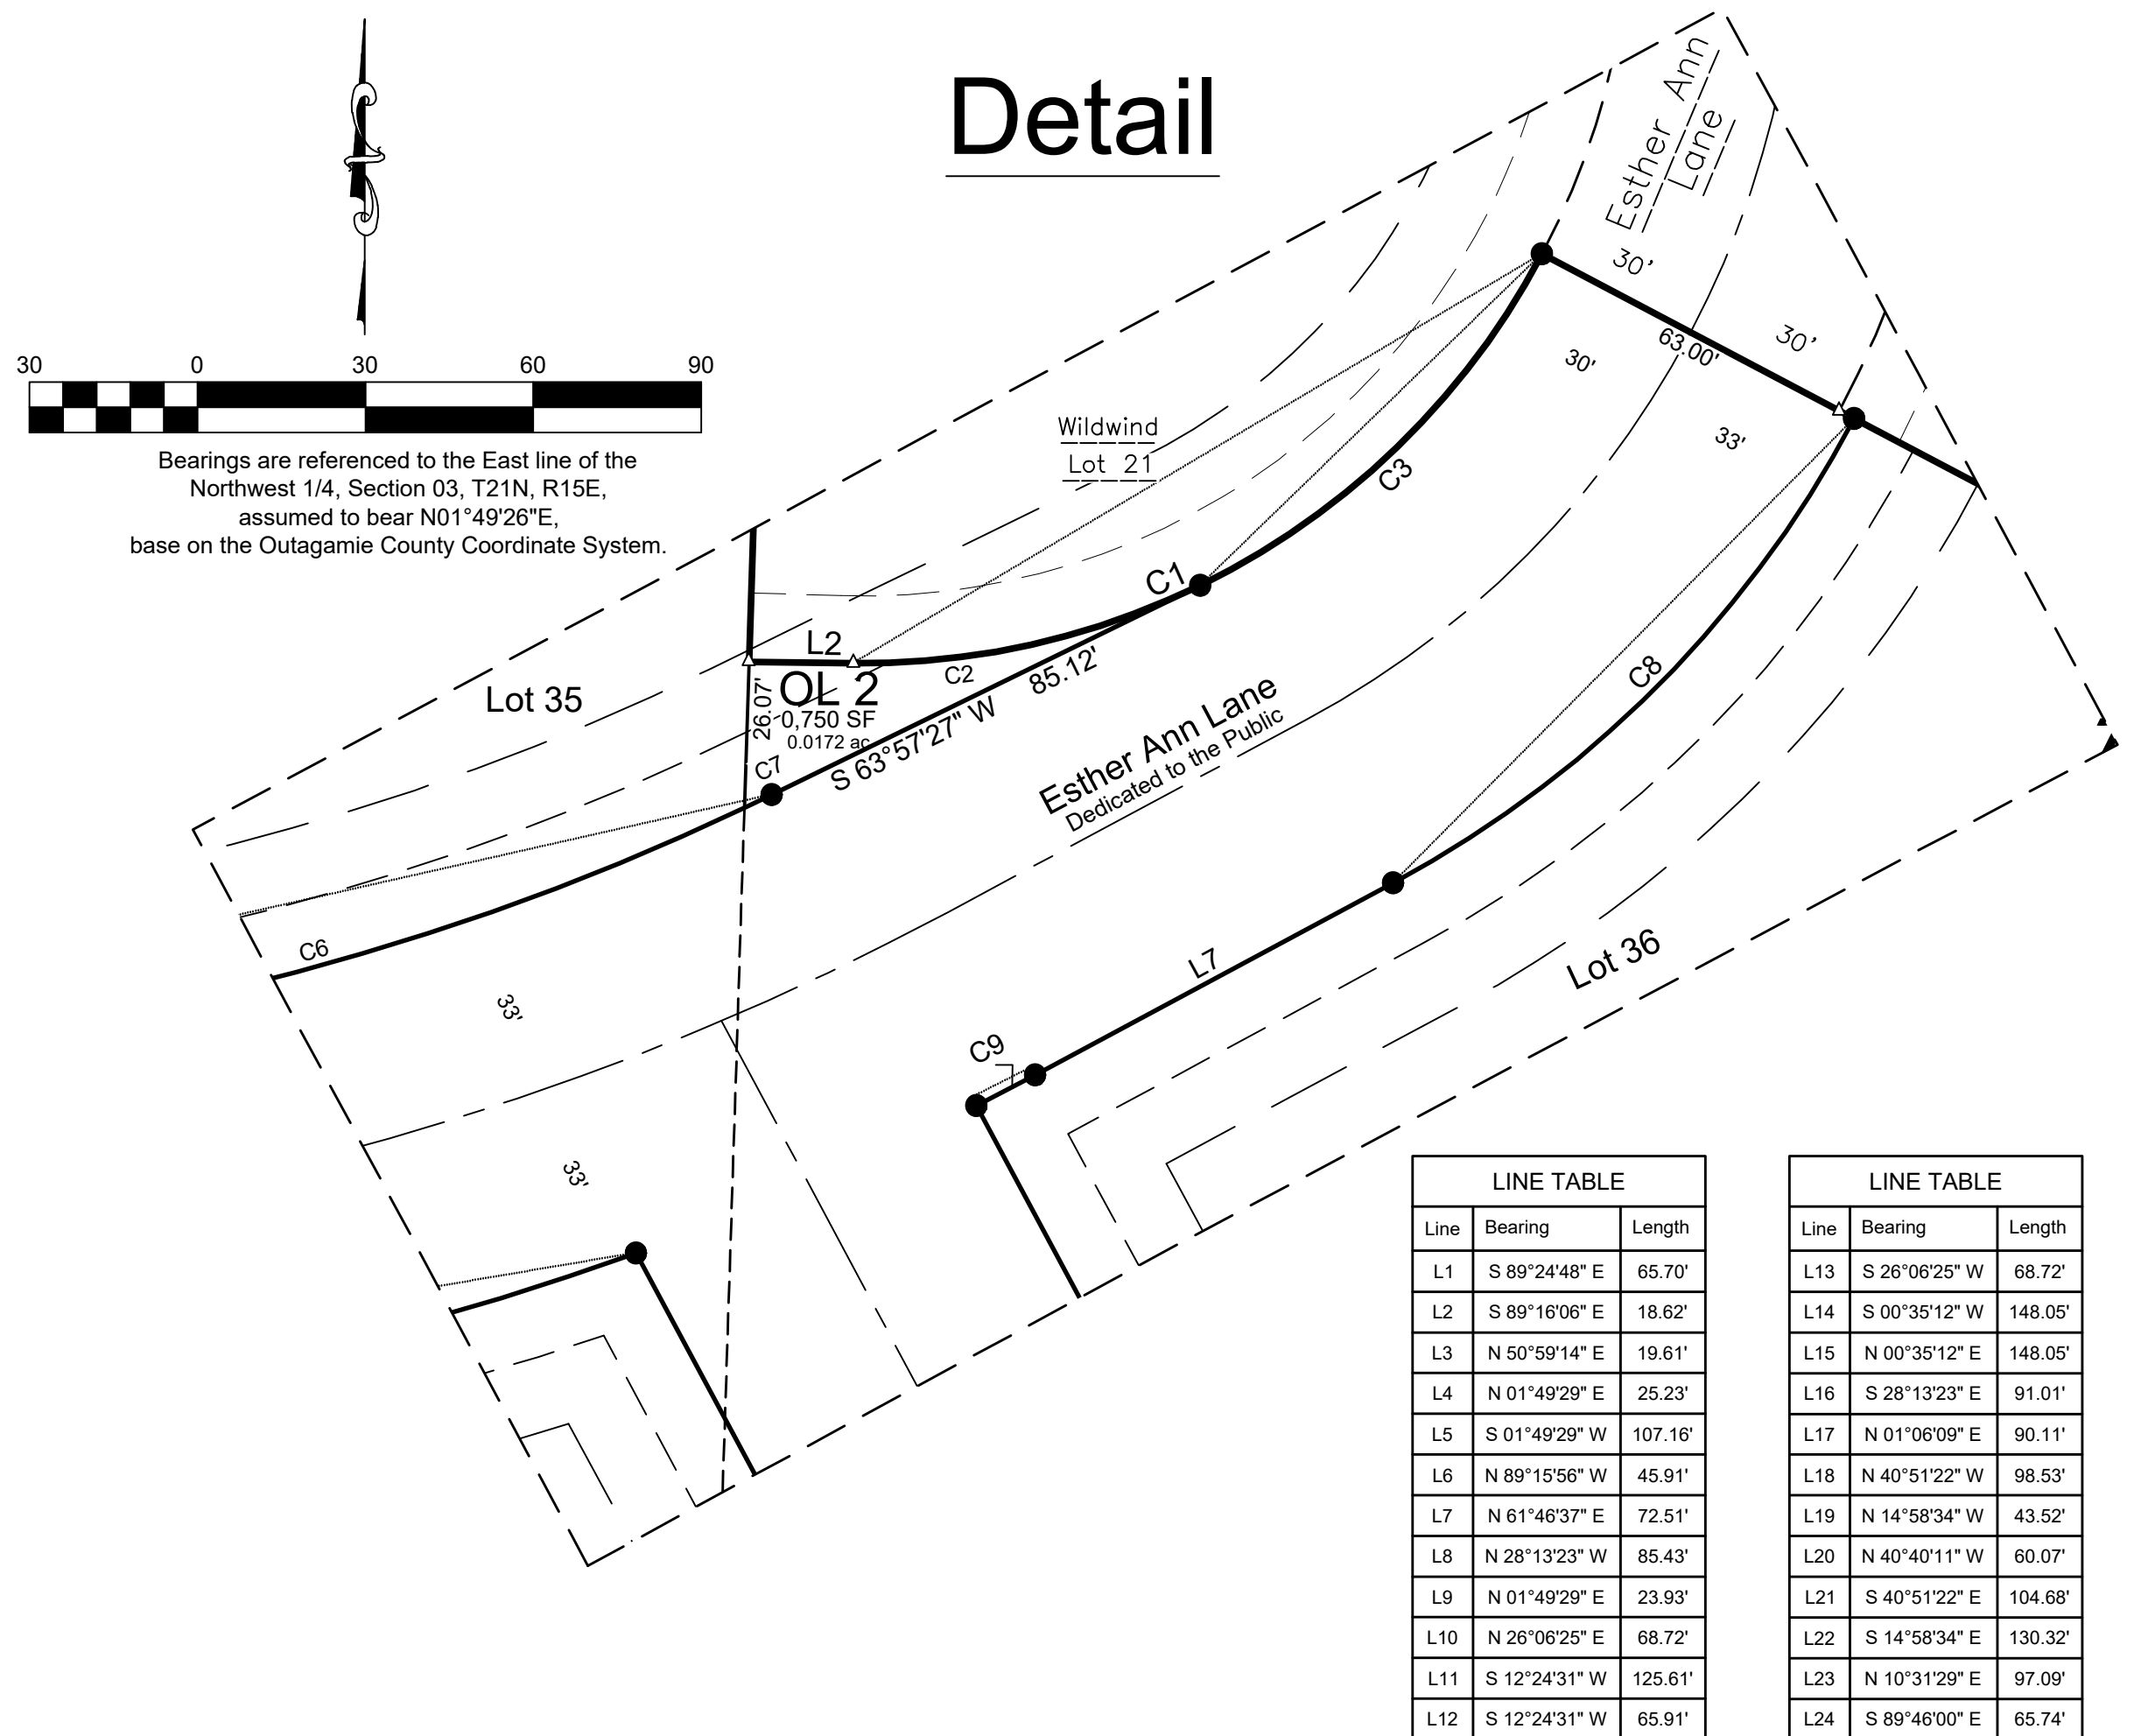 Detail
30 0 30 60 90
Bearings are referenced to the East line of the
Northwest 1/4, Section 03, T21N, R15E,
assumed to bear N01°49'26"E,
base on the Outagamie County Coordinate System.
Esther Ann
Lane
30'
30'
63.00'
30'
33'
Wildwind
Lot 21
C3
C1
L2
C2
OL 2
0,750 SF
0.0172 ac
26.07'
85.12'
S 63°57'27" W
C7
Lot 35
C6
Esther Ann Lane
Dedicated to the Public
C8
L7
C9
Lot 36
33'
33'
LINE TABLE
Line Bearing Length
L1 S 89°24'48" E 65.70'
L2 S 89°16'06" E 18.62'
L3 N 50°59'14" E 19.61'
L4 N 01°49'29" E 25.23'
L5 S 01°49'29" W 107.16'
L6 N 89°15'56" W 45.91'
L7 N 61°46'37" E 72.51'
L8 N 28°13'23" W 85.43'
L9 N 01°49'29" E 23.93'
L10 N 26°06'25" E 68.72'
L11 S 12°24'31" W 125.61'
L12 S 12°24'31" W 65.91'
LINE TABLE
Line Bearing Length
L13 S 26°06'25" W 68.72'
L14 S 00°35'12" W 148.05'
L15 N 00°35'12" E 148.05'
L16 S 28°13'23" E 91.01'
L17 N 01°06'09" E 90.11'
L18 N 40°51'22" W 98.53'
L19 N 14°58'34" W 43.52'
L20 N 40°40'11" W 60.07'
L21 S 40°51'22" E 104.68'
L22 S 14°58'34" E 130.32'
L23 N 10°31'29" E 97.09'
L24 S 89°46'00" E 65.74'